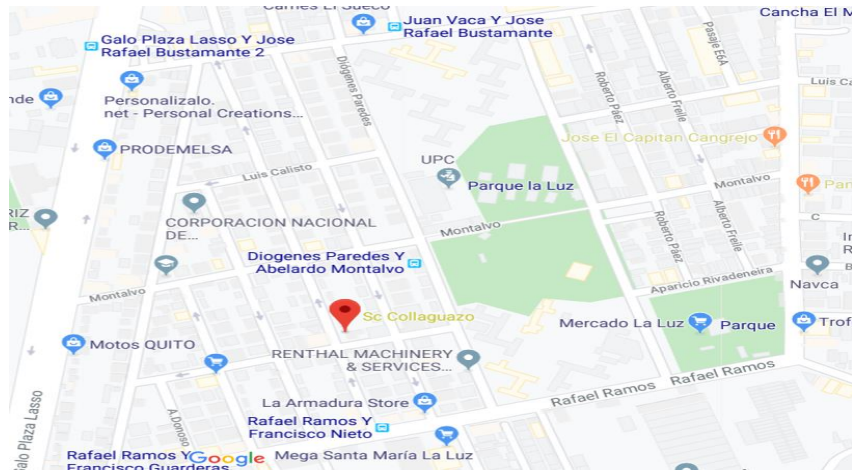 Carnes El Sueco
Cancha El M
Juan Vaca Y Jose
Rafael Bustamante
Galo Plaza Lasso Y Jose
Rafael Bustamante 2
Pasaje E6A
Diógenes Paredes
Roberto Páez
Alberto Freile
Luis Ca
nde
Personalizalo.
net - Personal Creations...
PRODEMELSA
Jose El Capitan Cangrejo
UPC
Luis Calisto
Parque la Luz
Montalvo
Par
RIZ
R...
CORPORACION NACIONAL
DE...
Montalvo
Roberto Páez
Alberto Freile
C
Diogenes Paredes Y
Abelardo Montalvo
Aparicio Rivadeneira
In
R
Navca
Montalvo
Sc Collaguazo
Mercado La Luz
Parque
Trof
Motos QUITO
RENTHAL MACHINERY
& SERVICES...
Rafael Ramos
Rafael Ramos
La Armadura Store
A.Donoso
Galo Plaza Lasso
Rafael Ramos Y
Francisco Nieto
Rafael Ramos Y
Francisco Guarderas
Google
Mega Santa María La Luz